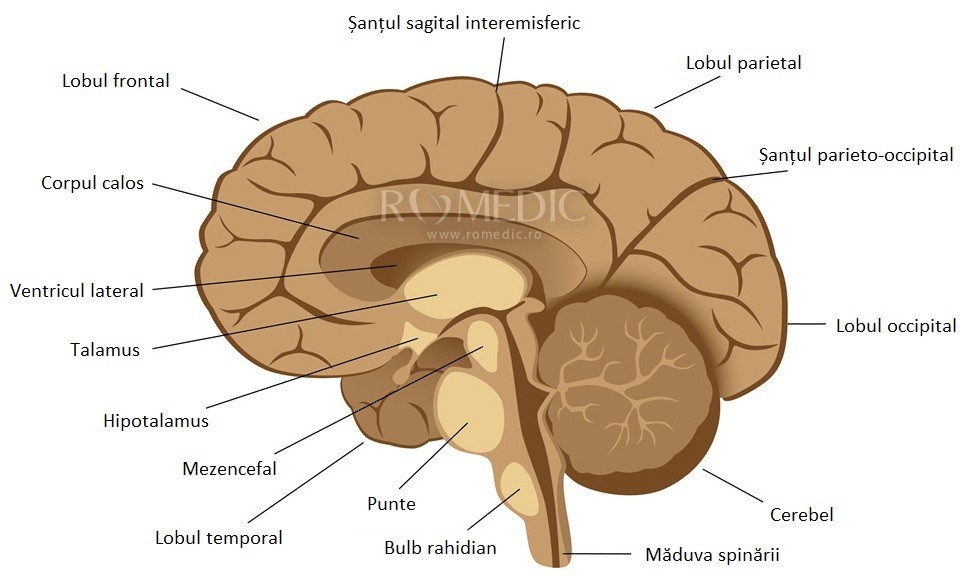 Șanțul sagital interemisferic
Lobul frontal
Lobul parietal
Șanțul parieto-occipital
Corpul calos
ROMEDIC
www.romedic.ro
Ventricul lateral
Lobul occipital
Talamus
Hipotalamus
Mezencefal
Punte
Cerebel
Lobul temporal
Bulb rahidian
Măduva spinării